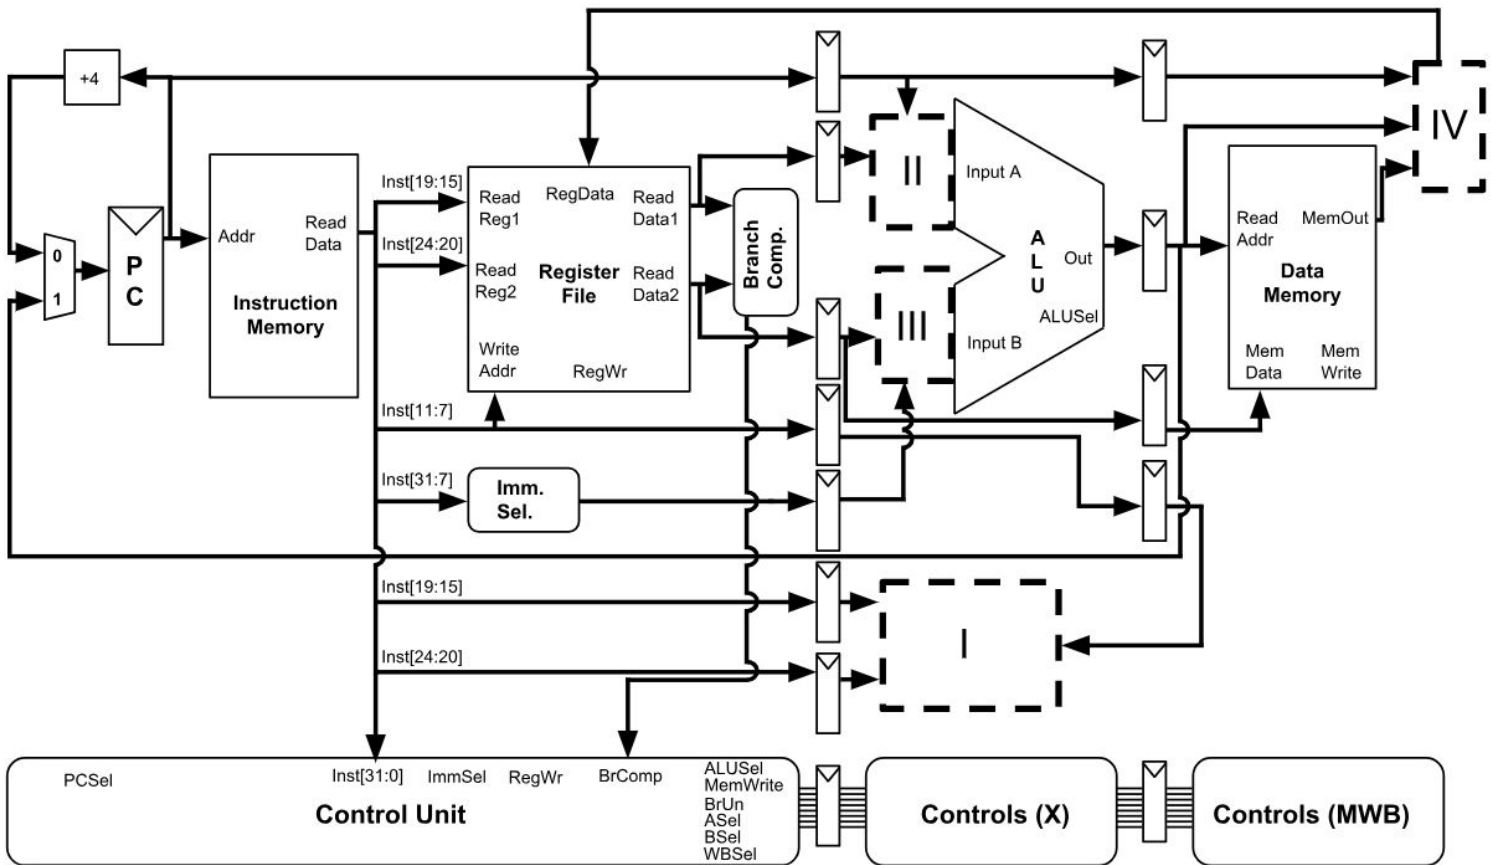 +4
0
1
P
C
Addr
Read
Data
Instruction
Memory
Inst[19:15]
Inst[24:20]
Read
Reg1
RegData
Read
Data1
Read
Reg2
Register
File
Read
Data2
Write
Addr
RegWr
Branch
Comp.
Inst[11:7]
Inst[31:7]
Imm.
Sel.
Inst[19:15]
Inst[24:20]
II
III
I
IV
Input A
A
L
U
Out
ALUSel
Input B
Read
Addr
MemOut
Data
Memory
Mem
Data
Mem
Write
PCSel
Inst[31:0]
ImmSel
RegWr
BrComp
ALUSel
MemWrite
BrUn
ASel
BSel
WBSel
Control Unit
Controls (X)
Controls (MWB)